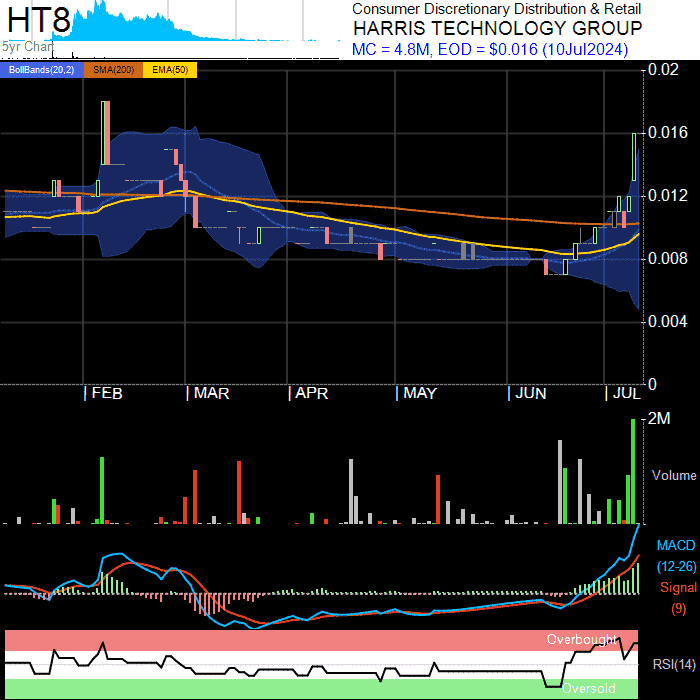 HT8
Consumer Discretionary Distribution & Retail
HARRIS TECHNOLOGY GROUP
MC = 4.8M, EOD = $0.016 (10Jul2024)
5yr Chart
BollBands(20,2) SMA(200) EMA(50)
0.02
0.016
0.012
0.008
0.004
0
FEB MAR APR MAY JUN JUL
2M
Volume
MACD
(12-26)
Signal
(9)
Overbought
RSI(14)
Oversold